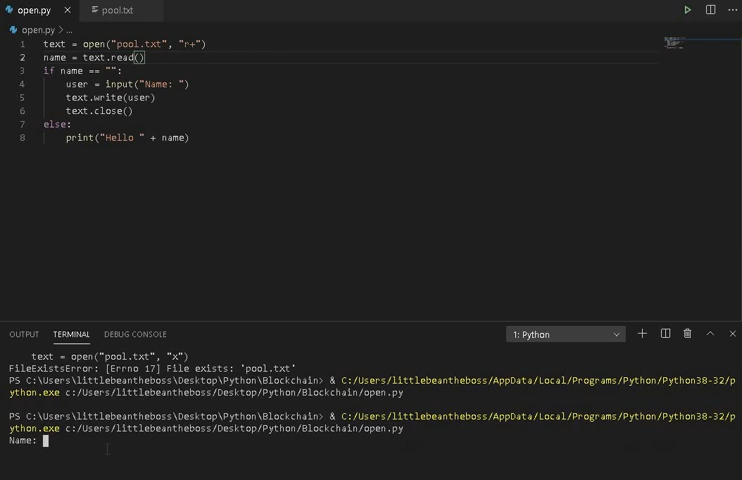 open.py
pool.txt
open.py > ...
1 text = open("pool.txt", "r+")
2 name = text.read()
3 if name == "":
4 user = input("Name: ")
5 text.write(user)
6 text.close()
7 else:
8 print("Hello " + name)
OUTPUT TERMINAL DEBUG CONSOLE 1: Python
text = open("pool.txt", "x")
FileExistsError: [Errno 17] File exists: 'pool.txt'
PS C:\Users\littlebeantheboss\Desktop\Python\Blockchain> & C:/Users/littlebeantheboss/AppData/Local/Programs/Python/Python38-32/p
ython.exe c:/Users/littlebeantheboss/Desktop/Python/Blockchain/open.py
PS C:\Users\littlebeantheboss\Desktop\Python\Blockchain> & C:/Users/littlebeantheboss/AppData/Local/Programs/Python/Python38-32/p
ython.exe c:/Users/littlebeantheboss/Desktop/Python/Blockchain/open.py
Name: